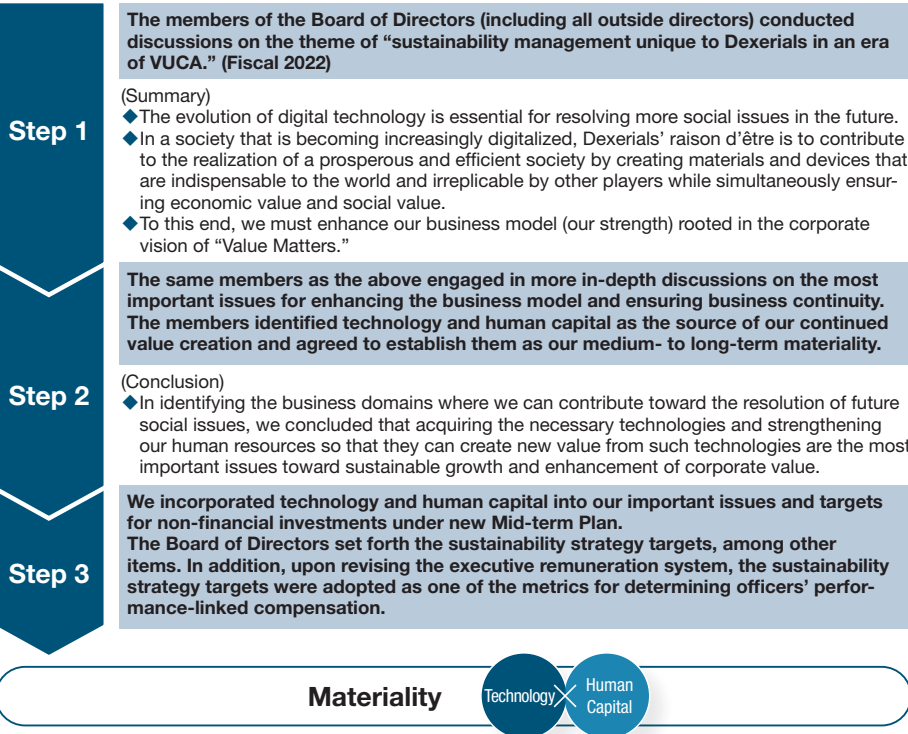 The members of the Board of Directors (including all outside directors) conducted
discussions on the theme of “sustainability management unique to Dexerials in an era
of VUCA.” (Fiscal 2022)
Step 1
(Summary)
◆The evolution of digital technology is essential for resolving more social issues in the future.
◆In a society that is becoming increasingly digitalized, Dexerials’ raison d’être is to contribute
to the realization of a prosperous and efficient society by creating materials and devices that
are indispensable to the world and irreplicable by other players while simultaneously ensur-
ing economic value and social value.
◆To this end, we must enhance our business model (our strength) rooted in the corporate
vision of “Value Matters.”
The same members as the above engaged in more in-depth discussions on the most
important issues for enhancing the business model and ensuring business continuity.
The members identified technology and human capital as the source of our continued
value creation and agreed to establish them as our medium- to long-term materiality.
Step 2
(Conclusion)
◆In identifying the business domains where we can contribute toward the resolution of future
social issues, we concluded that acquiring the necessary technologies and strengthening
our human resources so that they can create new value from such technologies are the most
important issues toward sustainable growth and enhancement of corporate value.
We incorporated technology and human capital into our important issues and targets
for non-financial investments under new Mid-term Plan.
The Board of Directors set forth the sustainability strategy targets, among other
items. In addition, upon revising the executive remuneration system, the sustainability
strategy targets were adopted as one of the metrics for determining officers’ perfor-
mance-linked compensation.
Step 3
Materiality
Technology
Human
Capital